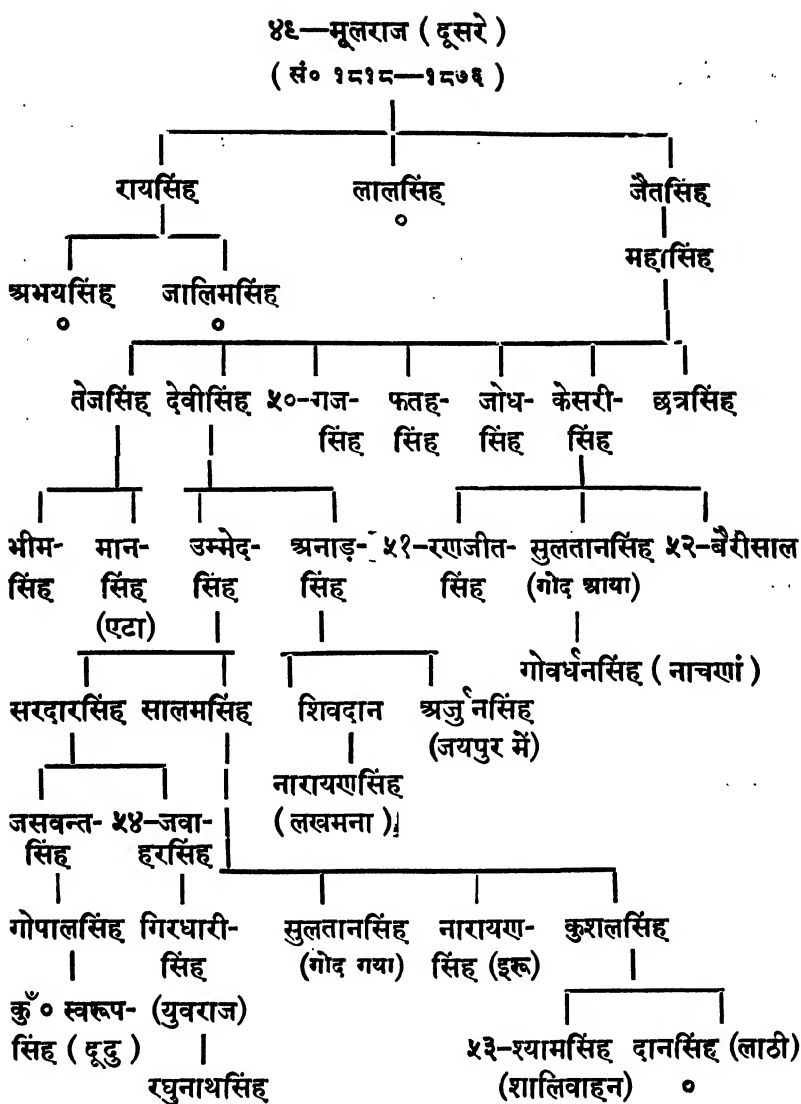 ४९—मूलराज ( दूसरे )
( सं० १८१८—१८७६ )
रायसिंह लालसिंह जैतसिंह
महासिंह
अभयसिंह जालिमसिंह
तेजसिंह देवीसिंह ५०-गज- फतह- जोध- केसरी- छत्रसिंह
सिंह सिंह सिंह सिंह
भीम- मान- उम्मेद- अनाड़- ५१-रणजीत- सुलतानसिंह ५२-बैरीसाल
सिंह सिंह सिंह सिंह सिंह (गोद आया)
(एटा)
गोवर्धनसिंह ( नाचणां )
सरदारसिंह सालमसिंह शिवदान अर्जुनसिंह
(जयपुर में)
नारायणसिंह
जसवन्त- ५४-जवा- ( लखमना )
सिंह हरसिंह
गोपालसिंह गिरधारी- सुलतानसिंह नारायण- कुशलसिंह
सिंह (गोद गया) सिंह (इरू)
कुँ० स्वरूप- (युवराज)
सिंह ( दूदु ) ५३-श्यामसिंह दानसिंह (लाठी)
रघुनाथसिंह (शालिवाहन)